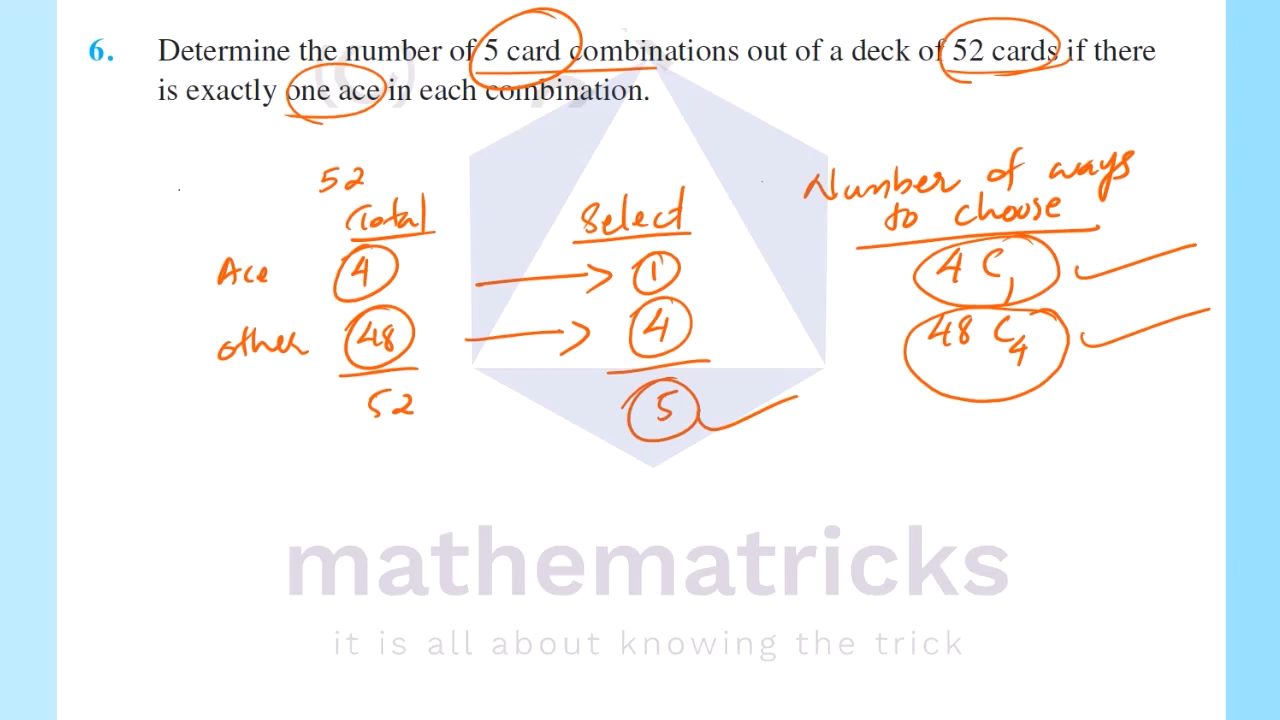 6. Determine the number of 5 card combinations out of a deck of 52 cards if there
is exactly one ace in each combination.
52
Total
Select
Number of ways
to choose
Ace 4 → 1 4C₁
other 48 → 4 48C₄
52 5
mathematricks
it is all about knowing the trick